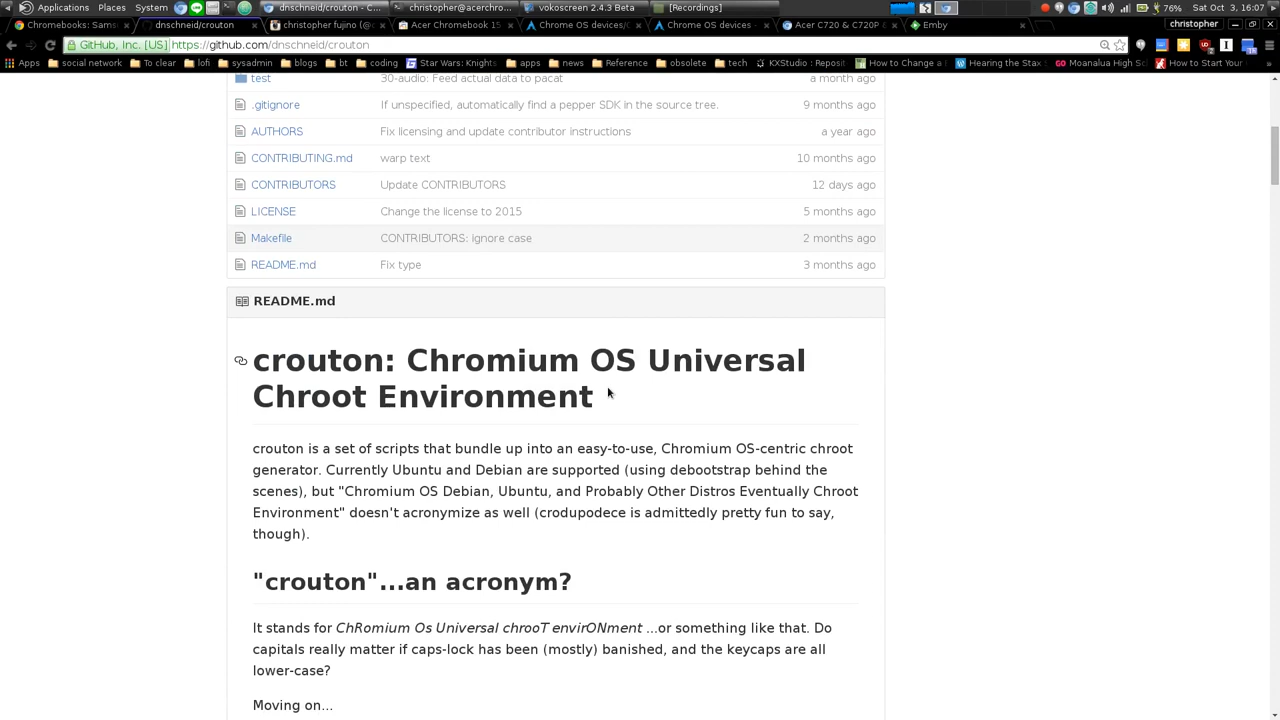 Applications Places System dnschneid/crouton - C... christopher@acerchro... vokoscreen 2.4.3 Beta [Recordings] 76% Sat Oct 3, 16:07
Chromebooks: Sams dnschneid/crouton christopher fujino (@ Acer Chromebook 15 Chrome OS devices/C Chrome OS devices - Acer C720 & C720P Emby christopher
GitHub, Inc. [US] https://github.com/dnschneid/crouton
Apps social network To clear lofi sysadmin blogs bt coding Star Wars: Knights apps news Reference obsolete tech KXStudio : Reposit How to Change a Hearing the Stax Moanalua High Sc How to Start Your
test 30-audio: Feed actual data to pacat a month ago
.gitignore If unspecified, automatically find a pepper SDK in the source tree. 9 months ago
AUTHORS Fix licensing and update contributor instructions a year ago
CONTRIBUTING.md warp text 10 months ago
CONTRIBUTORS Update CONTRIBUTORS 12 days ago
LICENSE Change the license to 2015 5 months ago
Makefile CONTRIBUTORS: ignore case 2 months ago
README.md Fix type 3 months ago
README.md
crouton: Chromium OS Universal
Chroot Environment
crouton is a set of scripts that bundle up into an easy-to-use, Chromium OS-centric chroot
generator. Currently Ubuntu and Debian are supported (using debootstrap behind the
scenes), but "Chromium OS Debian, Ubuntu, and Probably Other Distros Eventually Chroot
Environment" doesn't acronymize as well (crodupodece is admittedly pretty fun to say,
though).
"crouton"...an acronym?
It stands for ChRomium Os Universal chrooT envirONment ...or something like that. Do
capitals really matter if caps-lock has been (mostly) banished, and the keycaps are all
lower-case?
Moving on...